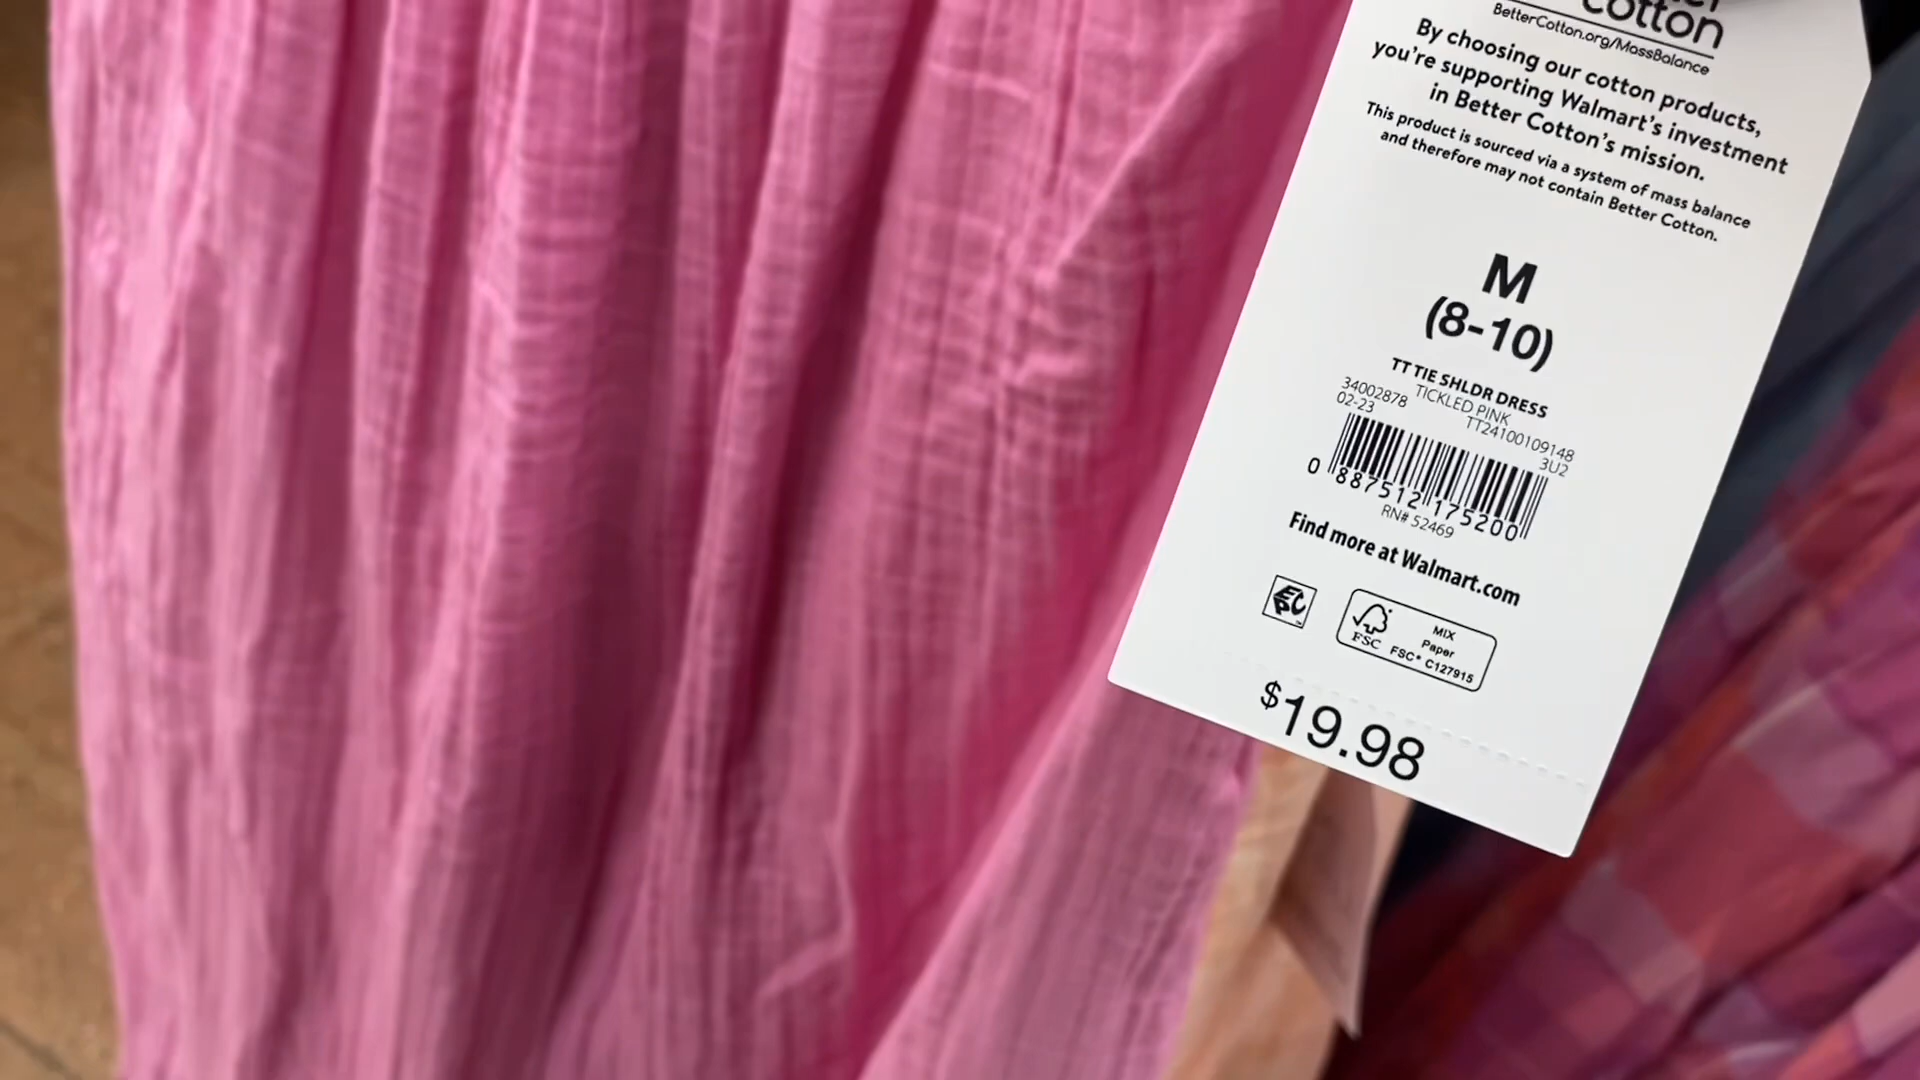 cotton
BetterCotton.org/MassBalance
By choosing our cotton products,
you're supporting Walmart's investment
in Better Cotton's mission.
This product is sourced via a system of mass balance
and therefore may not contain Better Cotton.
M
(8-10)
TT TIE SHLDR DRESS
34002878 TICKLED PINK
02-23 TT24100109148
3U2
0 887512 175200
RN# 52469
Find more at Walmart.com
EPC
MIX
Paper
FSC FSC® C127915
$19.98